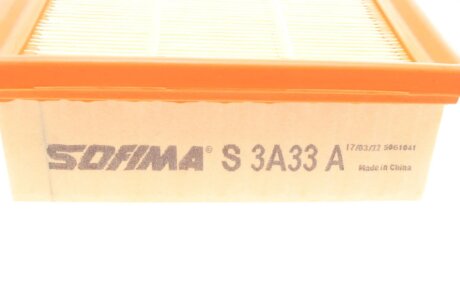 SOFIMA® S 3A33 A
17/03/22 5061041
Made in China